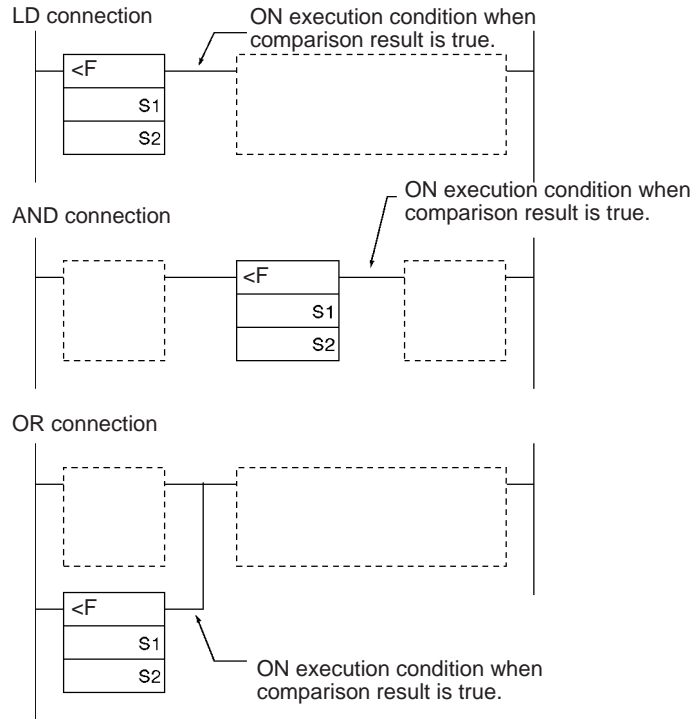 LD connection
ON execution condition when
comparison result is true.
<F
S1
S2
ON execution condition when
comparison result is true.
AND connection
<F
S1
S2
OR connection
<F
S1
S2
ON execution condition when
comparison result is true.